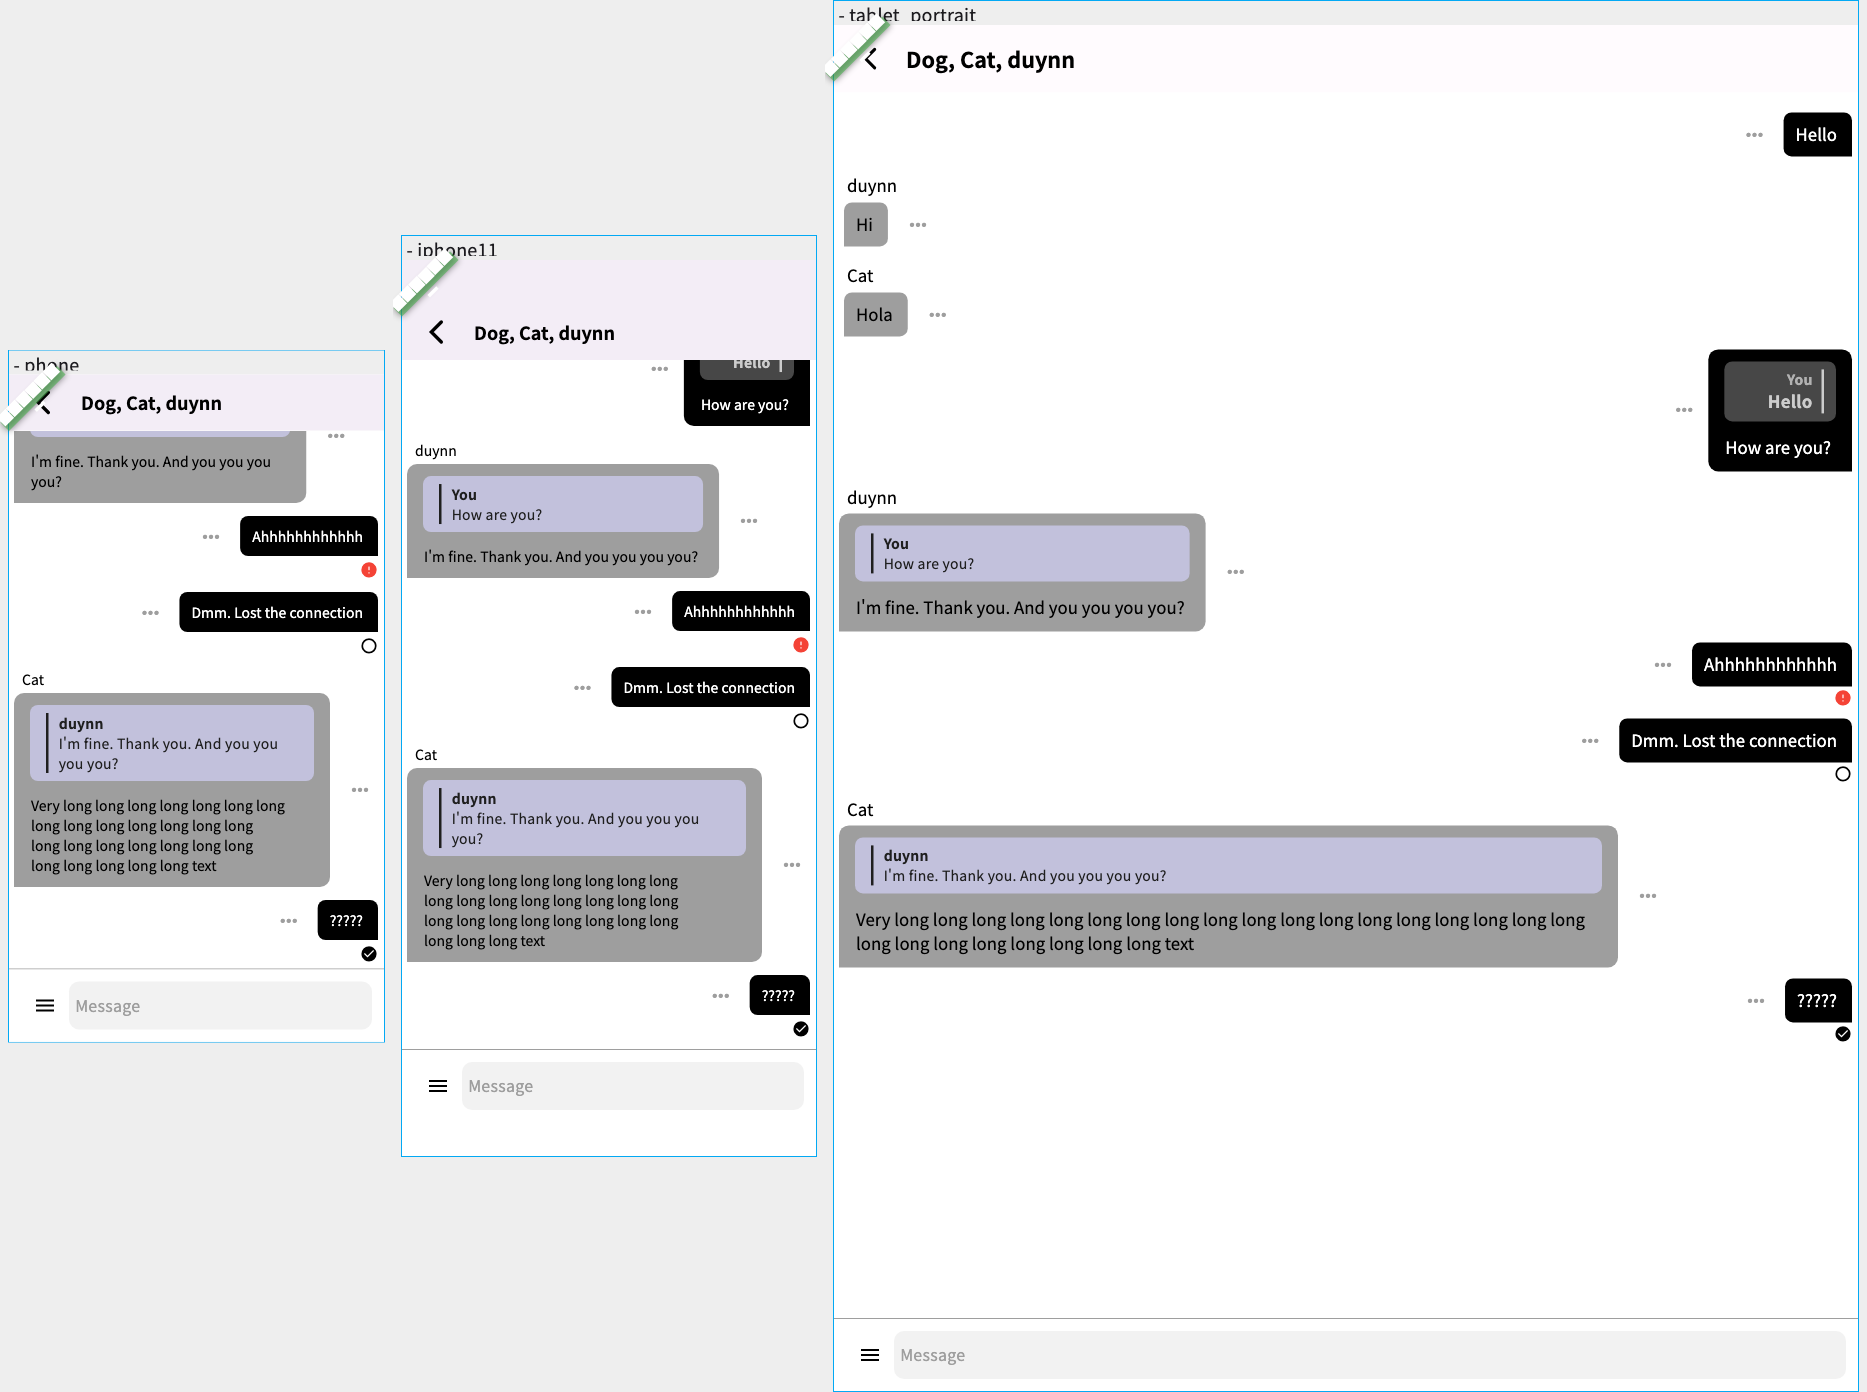 - phone
Dog, Cat, duynn
I'm fine. Thank you. And you you you
you?
Ahhhhhhhhhhhh
Dmm. Lost the connection
Cat
duynn
I'm fine. Thank you. And you you
you you?
Very long long long long long long long
long long long long long long long
long long long long long long long
long long long long long text
?????
Message
- iphone11
Dog, Cat, duynn
Hello
How are you?
duynn
You
How are you?
I'm fine. Thank you. And you you you you?
Ahhhhhhhhhhhh
Dmm. Lost the connection
Cat
duynn
I'm fine. Thank you. And you you you
you?
Very long long long long long long long
long long long long long long long long
long long long long long long long long
long long long text
?????
Message
- tablet_portrait
Dog, Cat, duynn
Hello
duynn
Hi
Cat
Hola
You
Hello
How are you?
duynn
You
How are you?
I'm fine. Thank you. And you you you you?
Ahhhhhhhhhhhh
Dmm. Lost the connection
Cat
duynn
I'm fine. Thank you. And you you you you?
Very long long long long long long long long long long long long long long long long long long
long long long long long long long long text
?????
Message